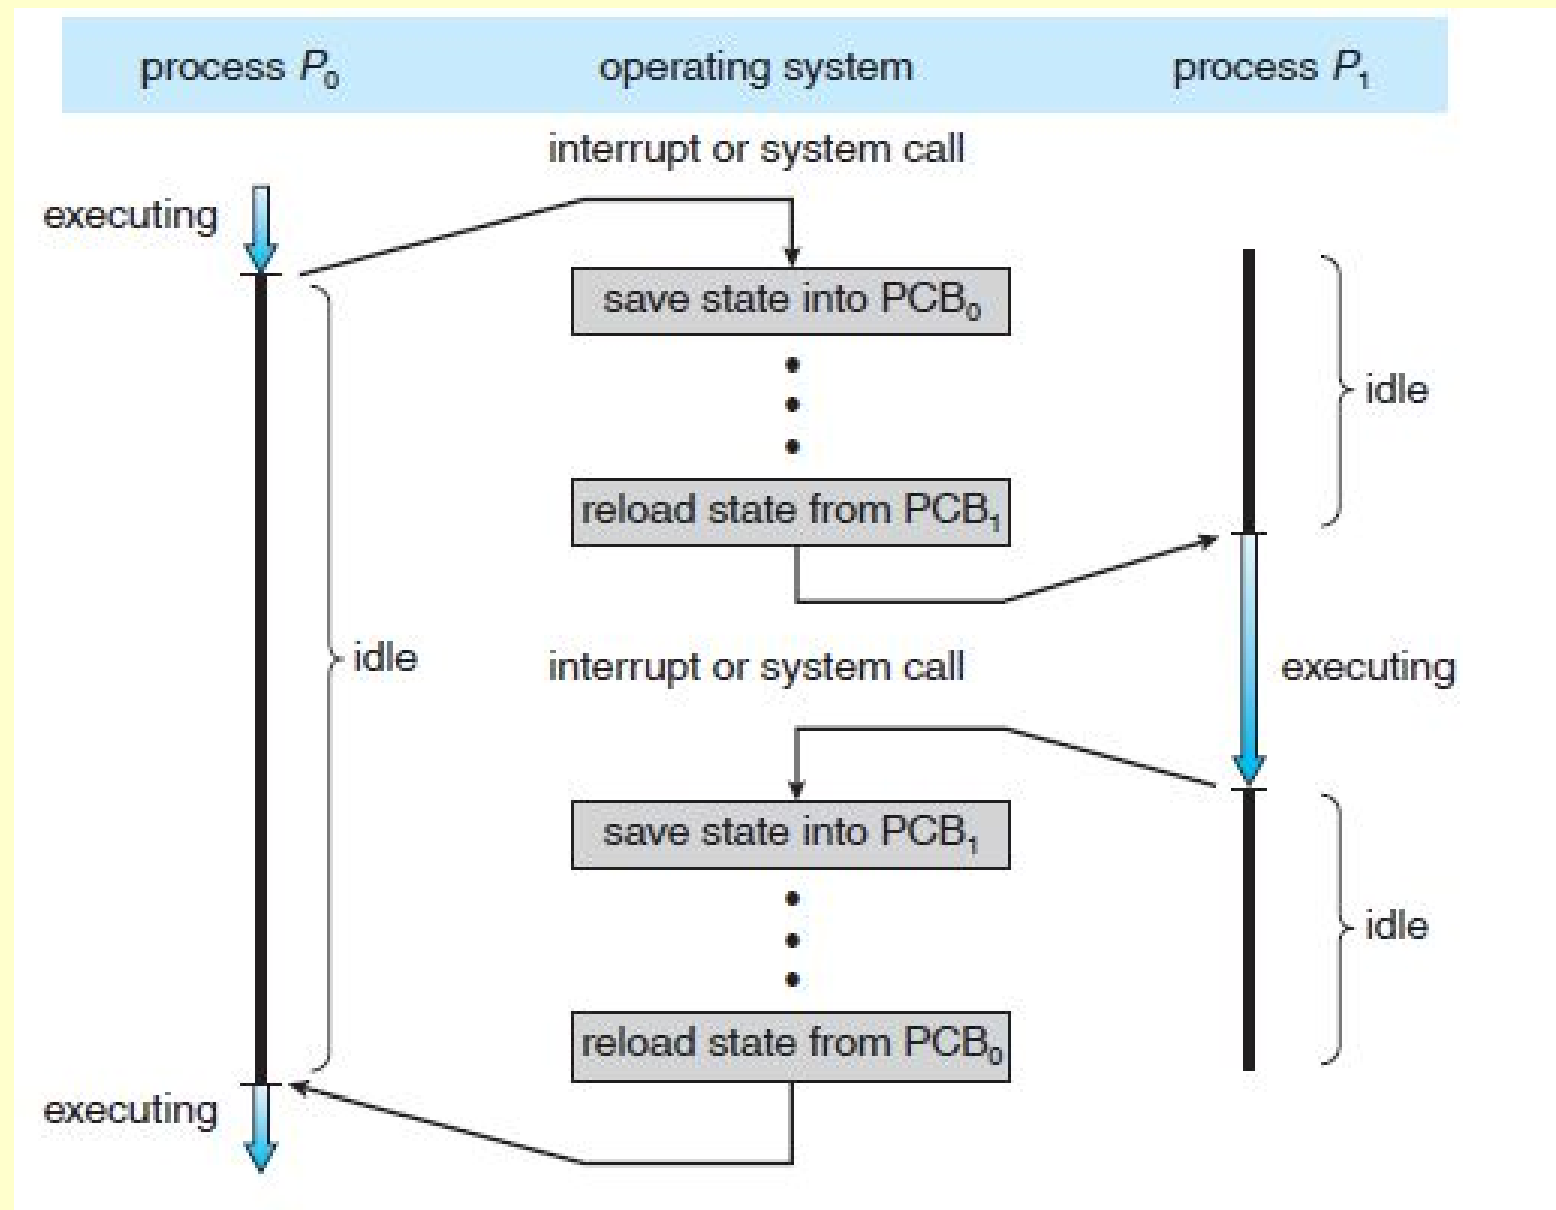 process P₀ operating system process P₁
interrupt or system call
executing
save state into PCB₀
idle
reload state from PCB₁
idle
interrupt or system call
executing
save state into PCB₁
idle
reload state from PCB₀
executing